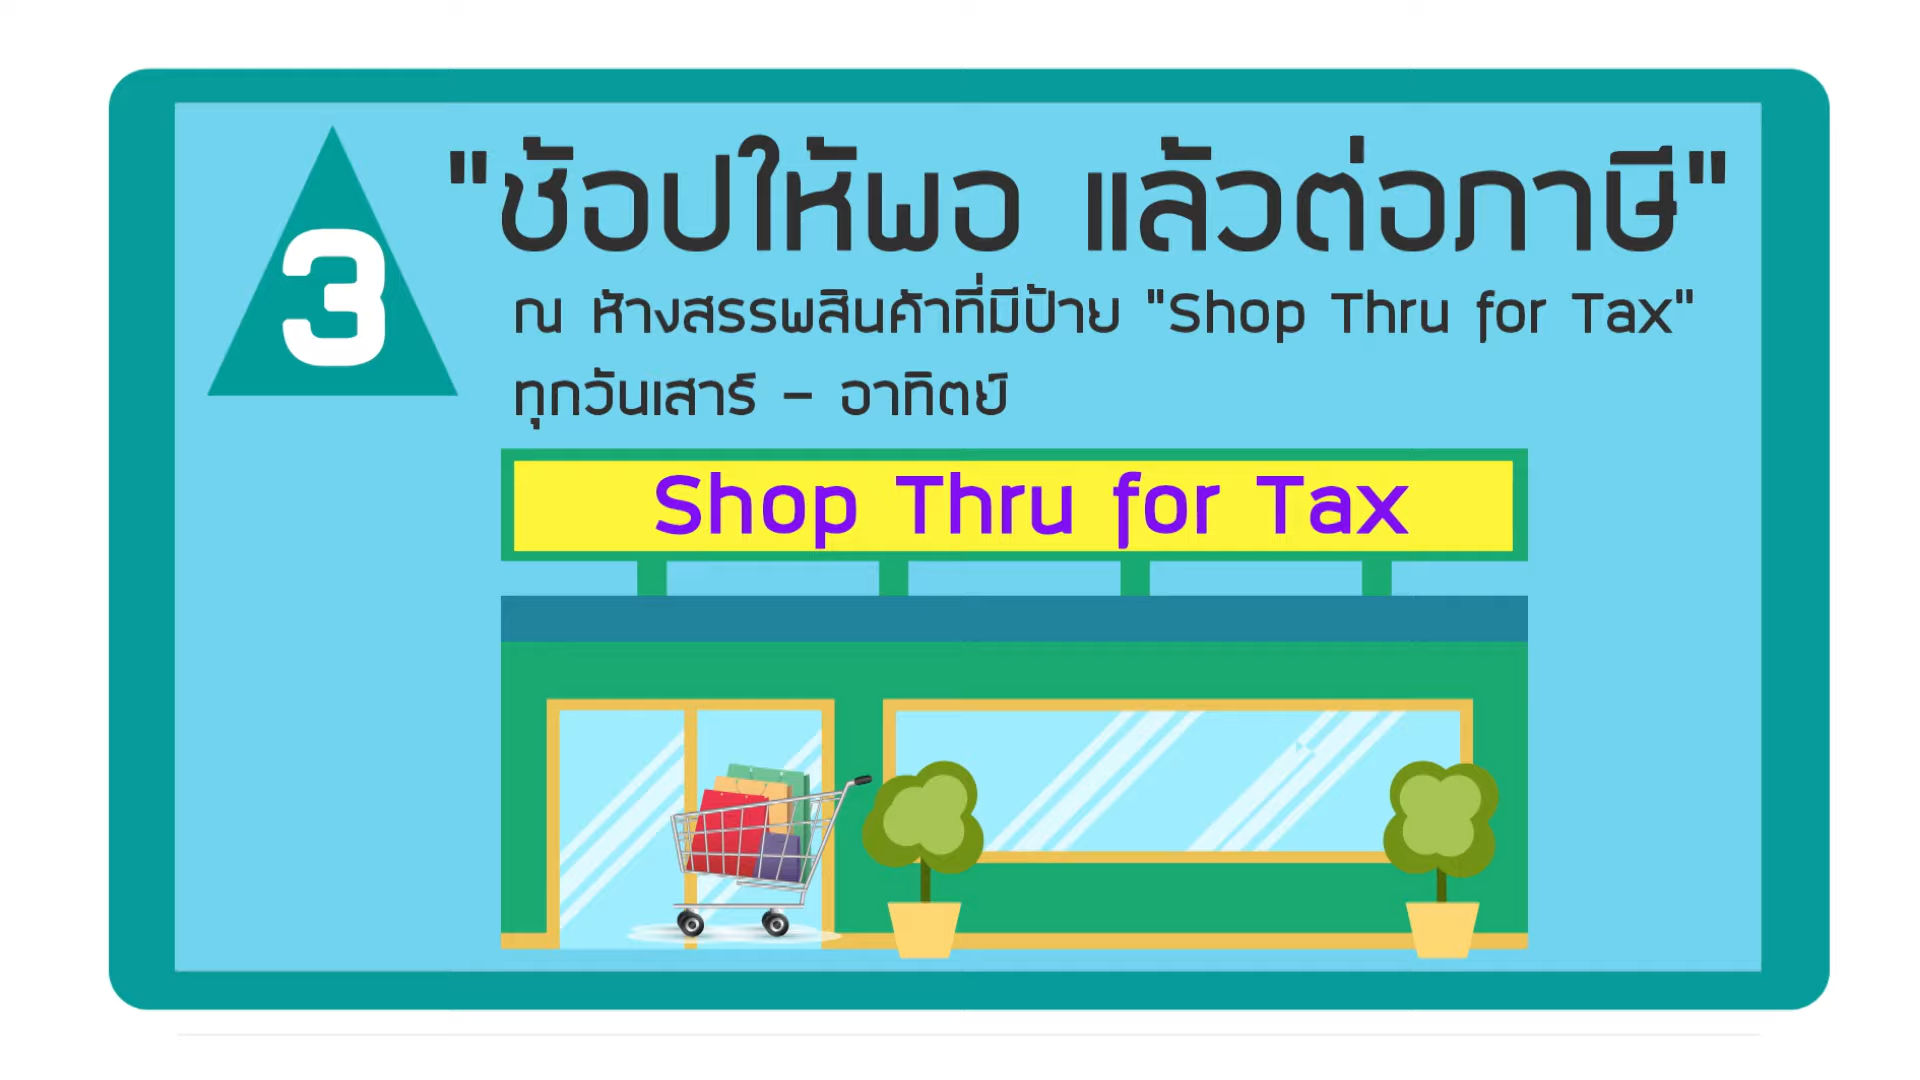 3
"ช้อปให้พอ แล้วต่อภาษี"
ณ ห้างสรรพสินค้าที่มีป้าย "Shop Thru for Tax"
ทุกวันเสาร์ – อาทิตย์
Shop Thru for Tax